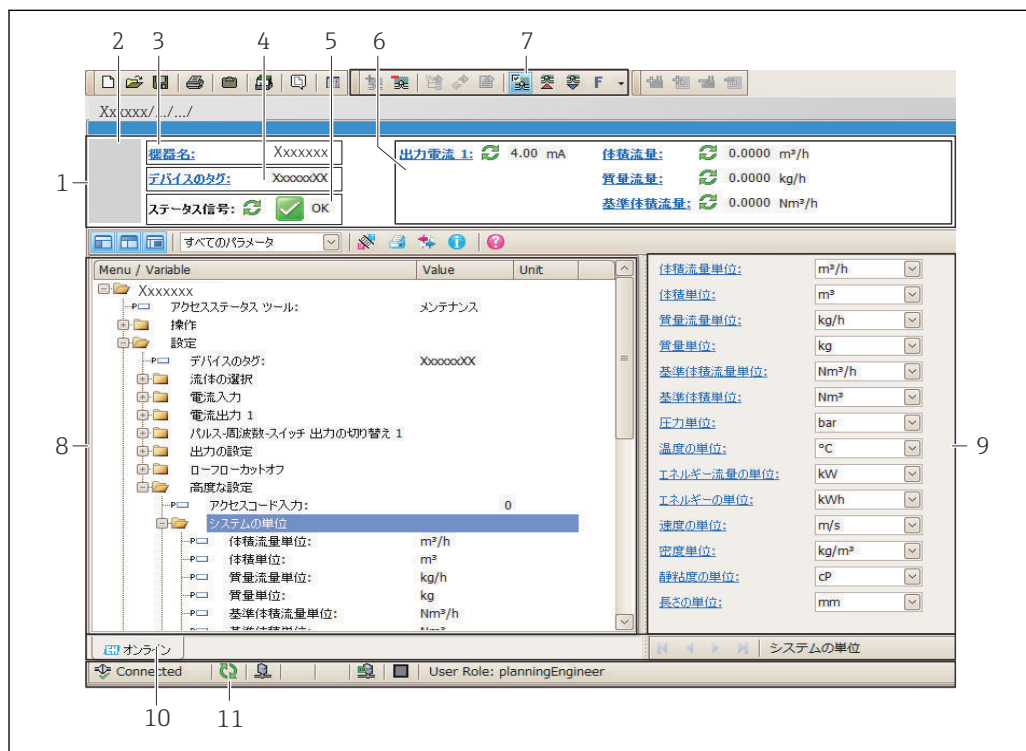 2 3 4 5 6 7
F
Xxxxxx/../../
1
機器名: Xxxxxxx
デバイスのタグ: XxxxxxXX
ステータス信号: OK
出力電流 1: 4.00 mA
体積流量: 0.0000 m³/h
質量流量: 0.0000 kg/h
基準体積流量: 0.0000 Nm³/h
すべてのパラメータ
Menu / Variable Value Unit
Xxxxxxx
アクセスステータス ツール: メンテナンス
操作
設定
デバイスのタグ: XxxxxxXX
流体の選択
電流入力
電流出力 1
パルス-周波数-スイッチ 出力の切り替え 1
8
出力の設定
ローフローカットオフ
高度な設定
アクセスコード入力: 0
システムの単位
体積流量単位: m³/h
体積単位: m³
質量流量単位: kg/h
質量単位: kg
基準体積流量単位: Nm³/h
体積流量単位: m³/h
体積単位: m³
質量流量単位: kg/h
質量単位: kg
基準体積流量単位: Nm³/h
基準体積単位: Nm³
圧力単位: bar
温度の単位: °C
9
エネルギー流量の単位: kW
エネルギーの単位: kWh
速度の単位: m/s
密度単位: kg/m³
静粘度の単位: cP
長さの単位: mm
オンライン
システムの単位
Connected
User Role: planningEngineer
10 11